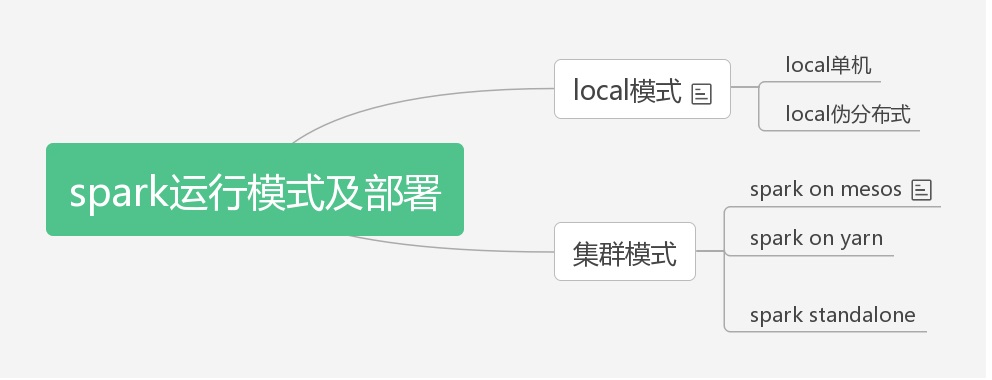 spark运行模式及部署
local模式
local单机
local伪分布式
集群模式
spark on mesos
spark on yarn
spark standalone